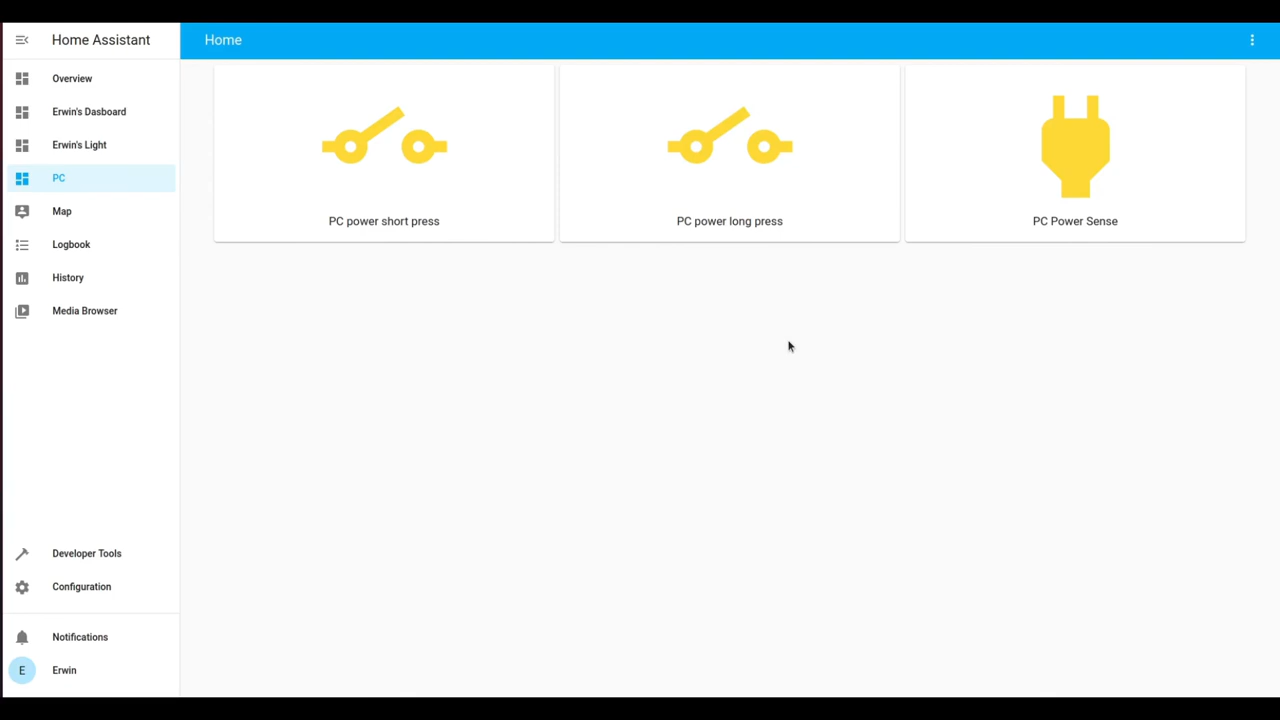 Home Assistant
Home
Overview
Erwin's Dasboard
Erwin's Light
PC
Map
Logbook
History
Media Browser
Developer Tools
Configuration
Notifications
E
Erwin
PC power short press
PC power long press
PC Power Sense